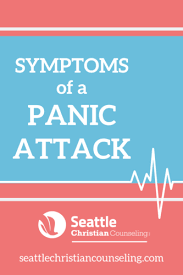 SYMPTOMS
of a
PANIC
ATTACK
Seattle
Christian Counseling
seattlechristiancounseling.com